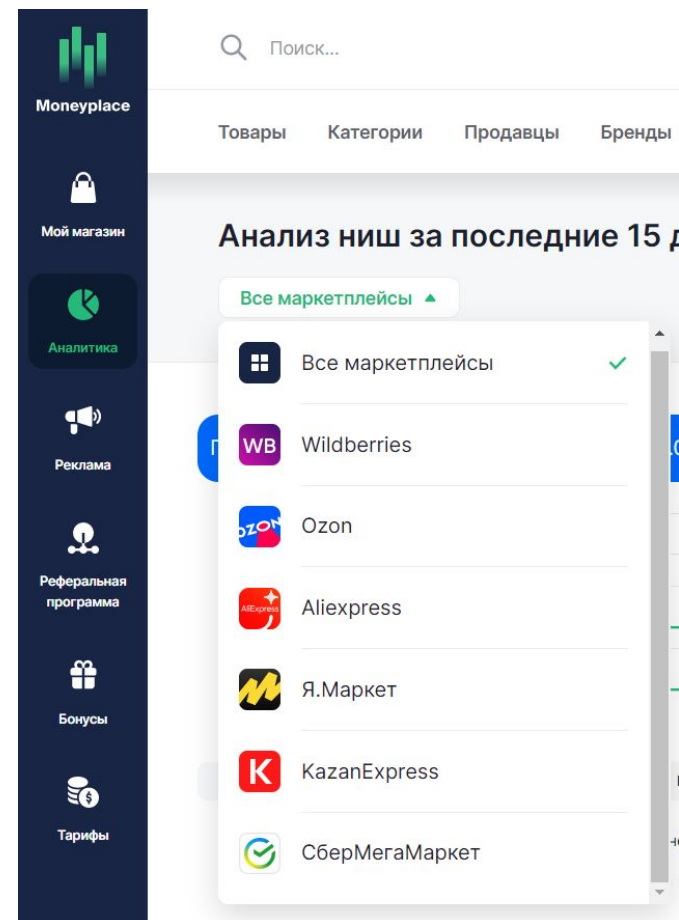 Moneyplace
Мой магазин
Аналитика
Реклама
Реферальная
программа
Бонусы
Тарифы
Поиск...
Товары Категории Продавцы Бренды
Анализ ниш за последние 15
Все маркетплейсы
Все маркетплейсы
WB Wildberries
OZON Ozon
AliExpress Aliexpress
Я.Маркет
K KazanExpress
СберМегаМаркет